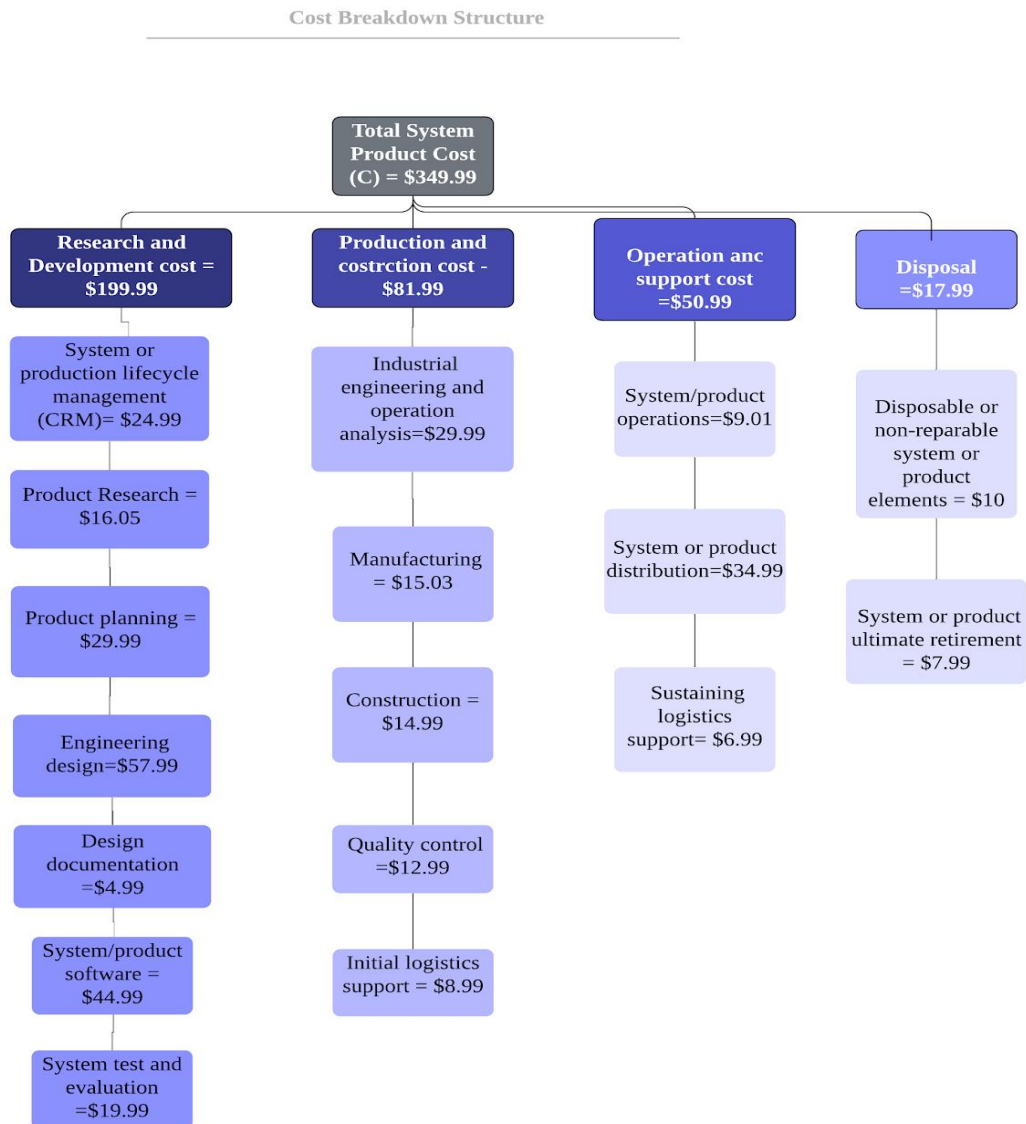 Cost Breakdown Structure
Total System
Product Cost
(C) = $349.99
Research and
Development cost =
$199.99
System or
production lifecycle
management
(CRM)= $24.99
Product Research =
$16.05
Product planning =
$29.99
Engineering
design=$57.99
Design
documentation
=$4.99
System/product
software =
$44.99
System test and
evaluation
=$19.99
Production and
costrction cost -
$81.99
Industrial
engineering and
operation
analysis=$29.99
Manufacturing
= $15.03
Construction =
$14.99
Quality control
=$12.99
Initial logistics
support = $8.99
Operation anc
support cost
=$50.99
System/product
operations=$9.01
System or product
distribution=$34.99
Sustaining
logistics
support= $6.99
Disposal
=$17.99
Disposable or
non-reparable
system or
product
elements = $10
System or product
ultimate retirement
= $7.99